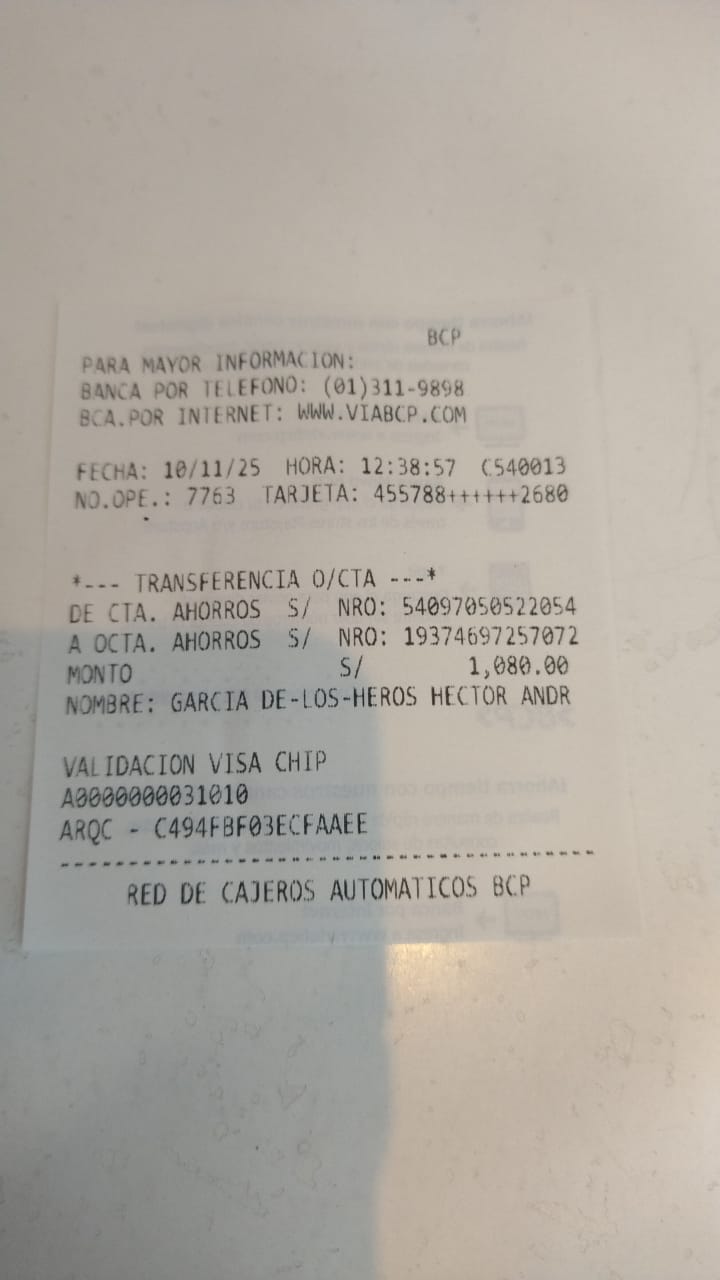 BCP
PARA MAYOR INFORMACION:
BANCA POR TELEFONO: (01)311-9898
BCA.POR INTERNET: WWW.VIABCP.COM
FECHA: 10/11/25 HORA: 12:38:57 C540013
NO.OPE.: 7763 TARJETA: 455788++++++2680
*--- TRANSFERENCIA O/CTA ---*
DE CTA. AHORROS S/ NRO: 54097050522054
A OCTA. AHORROS S/ NRO: 19374697257072
MONTO S/ 1,080.00
NOMBRE: GARCIA DE-LOS-HEROS HECTOR ANDR
VALIDACION VISA CHIP
A0000000031010
ARQC - C494FBF03ECFAAEE
RED DE CAJEROS AUTOMATICOS BCP